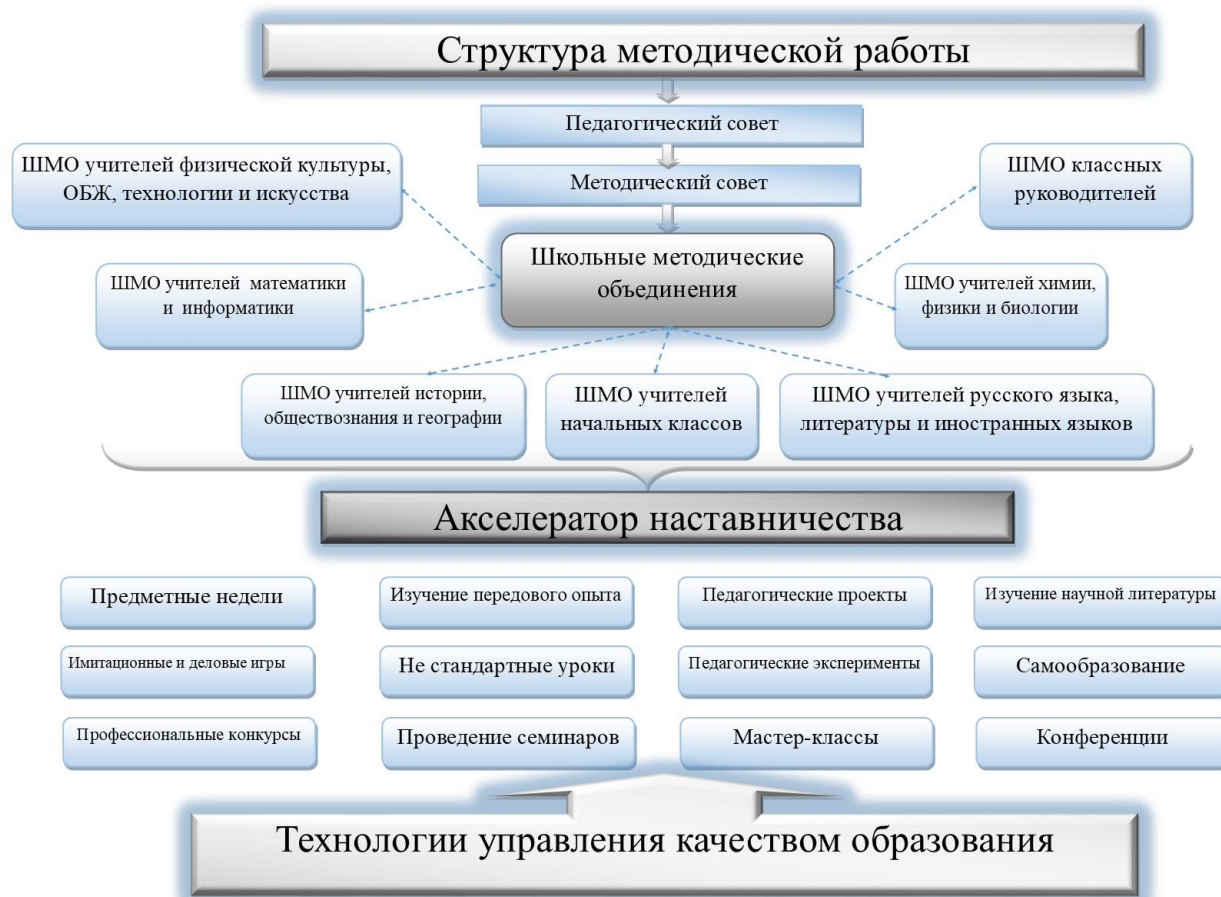 Структура методической работы
Педагогический совет
Методический совет
ШМО учителей физической культуры,
ОБЖ, технологии и искусства
ШМО классных
руководителей
Школьные методические
объединения
ШМО учителей математики
и информатики
ШМО учителей химии,
физики и биологии
ШМО учителей истории,
обществознания и географии
ШМО учителей
начальных классов
ШМО учителей русского языка,
литературы и иностранных языков
Акселератор наставничества
Предметные недели
Изучение передового опыта
Педагогические проекты
Изучение научной литературы
Имитационные и деловые игры
Не стандартные уроки
Педагогические эксперименты
Самообразование
Профессиональные конкурсы
Проведение семинаров
Мастер-классы
Конференции
Технологии управления качеством образования